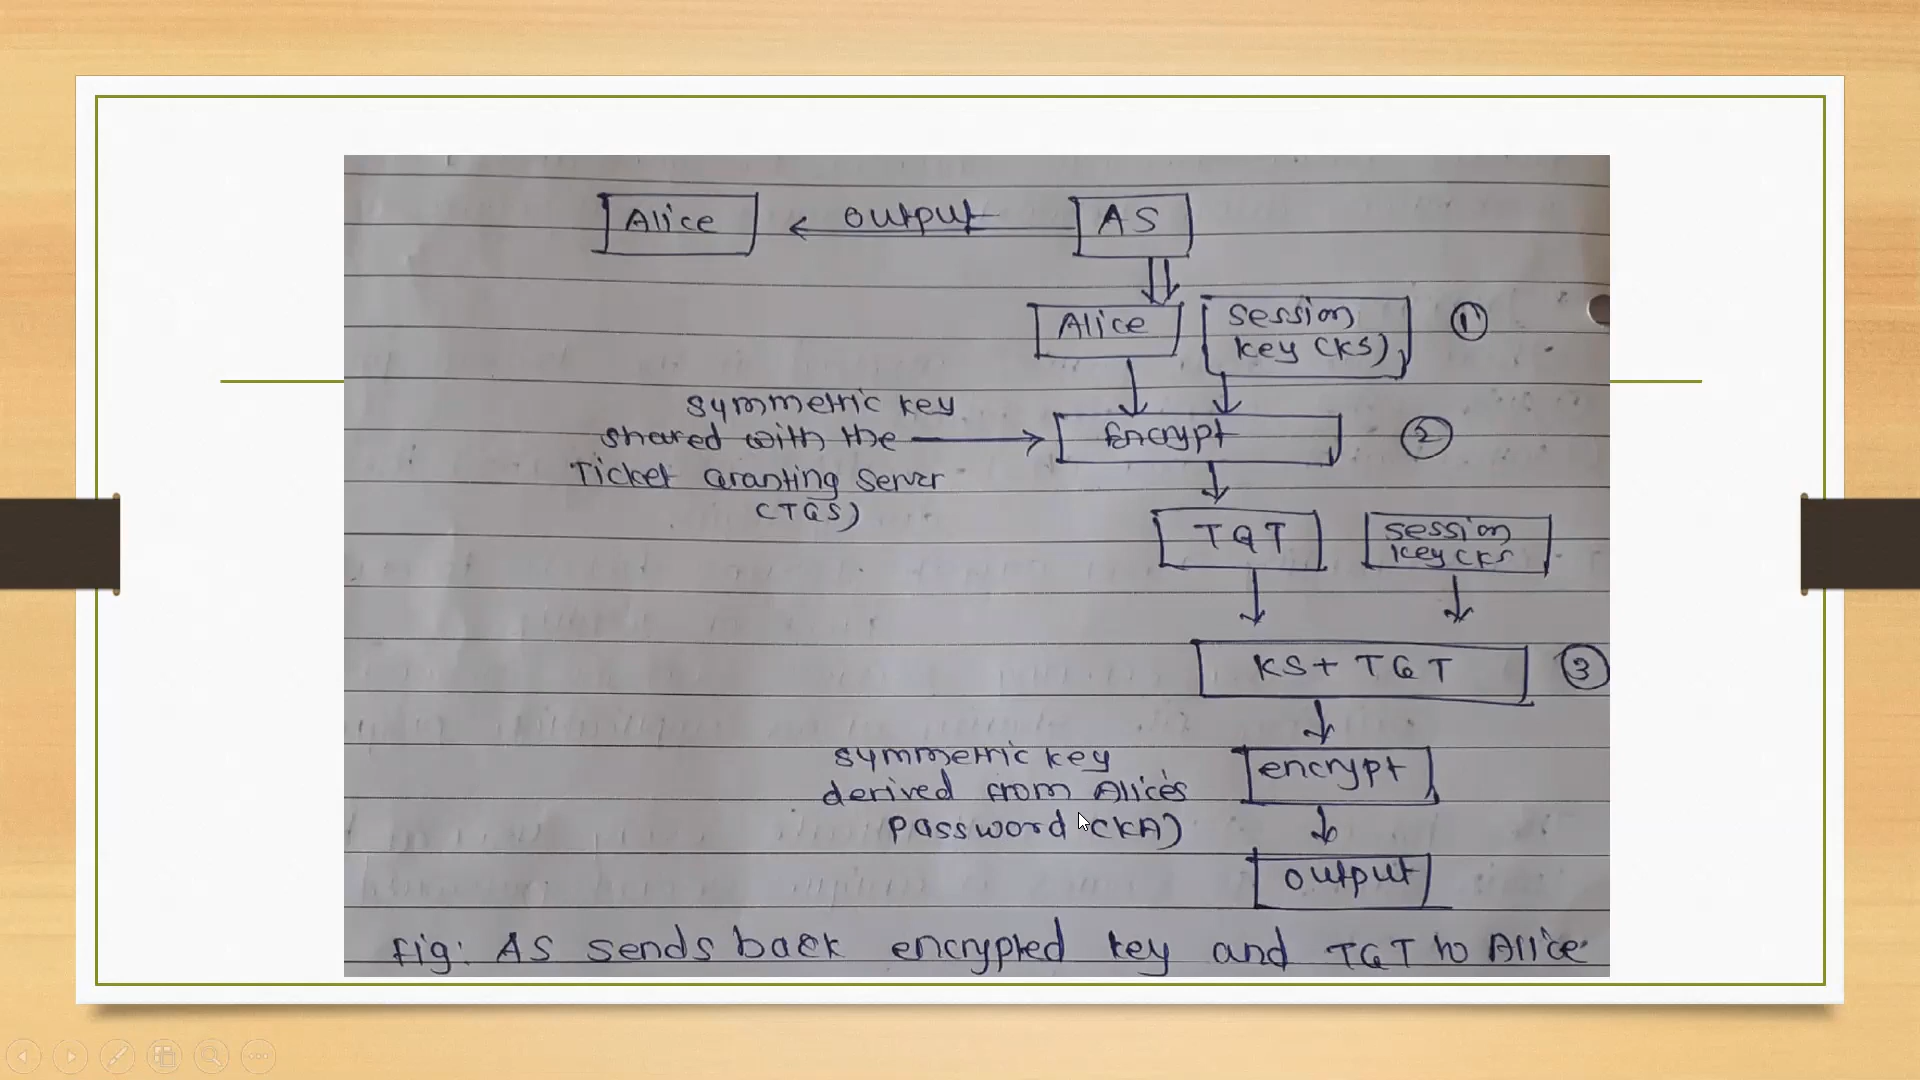 Alice ← output AS
Alice session key (KS) ①
symmetric key
shared with the → Encrypt ②
Ticket Granting Server
(TGS)
TGT session key (KS
KS + TGT ③
symmetric key
derived from Alice's
password (KA)
encrypt
output
fig: AS sends back encrypted key and TGT to Alice.